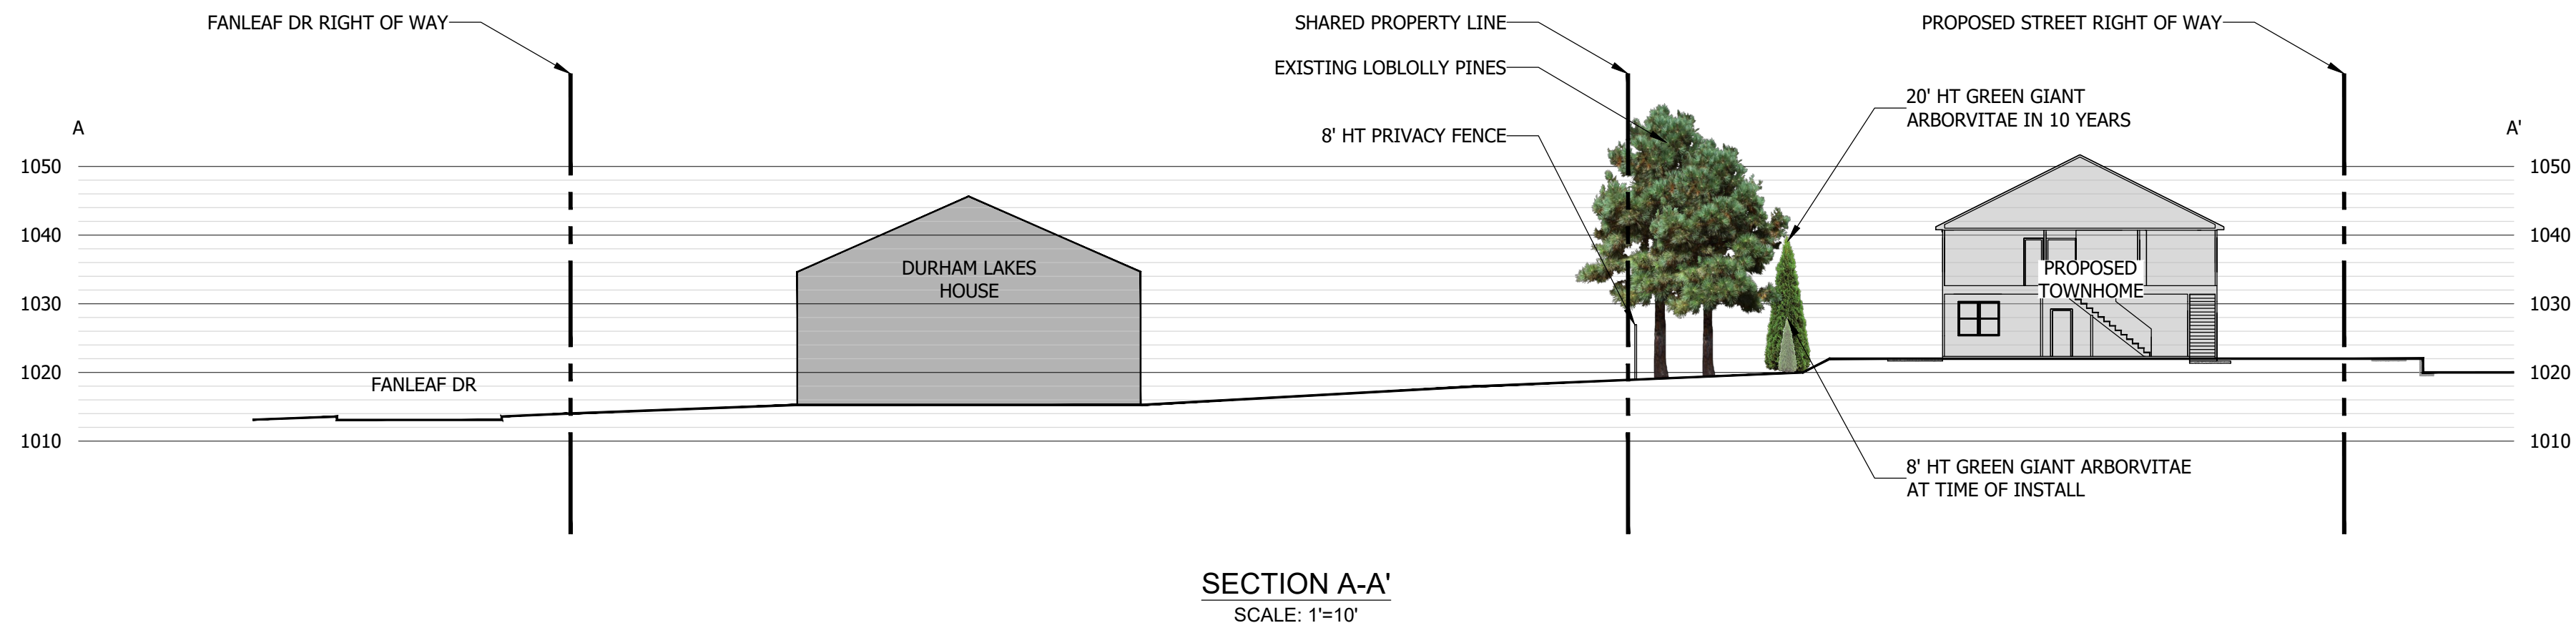 FANLEAF DR RIGHT OF WAY
SHARED PROPERTY LINE
PROPOSED STREET RIGHT OF WAY
EXISTING LOBLOLLY PINES
20' HT GREEN GIANT
ARBORVITAE IN 10 YEARS
8' HT PRIVACY FENCE
A
A'
1050
1050
1040
1040
DURHAM LAKES
HOUSE
PROPOSED
TOWNHOME
1030
1030
1020
1020
FANLEAF DR
1010
1010
8' HT GREEN GIANT ARBORVITAE
AT TIME OF INSTALL
SECTION A-A'
SCALE: 1'=10'